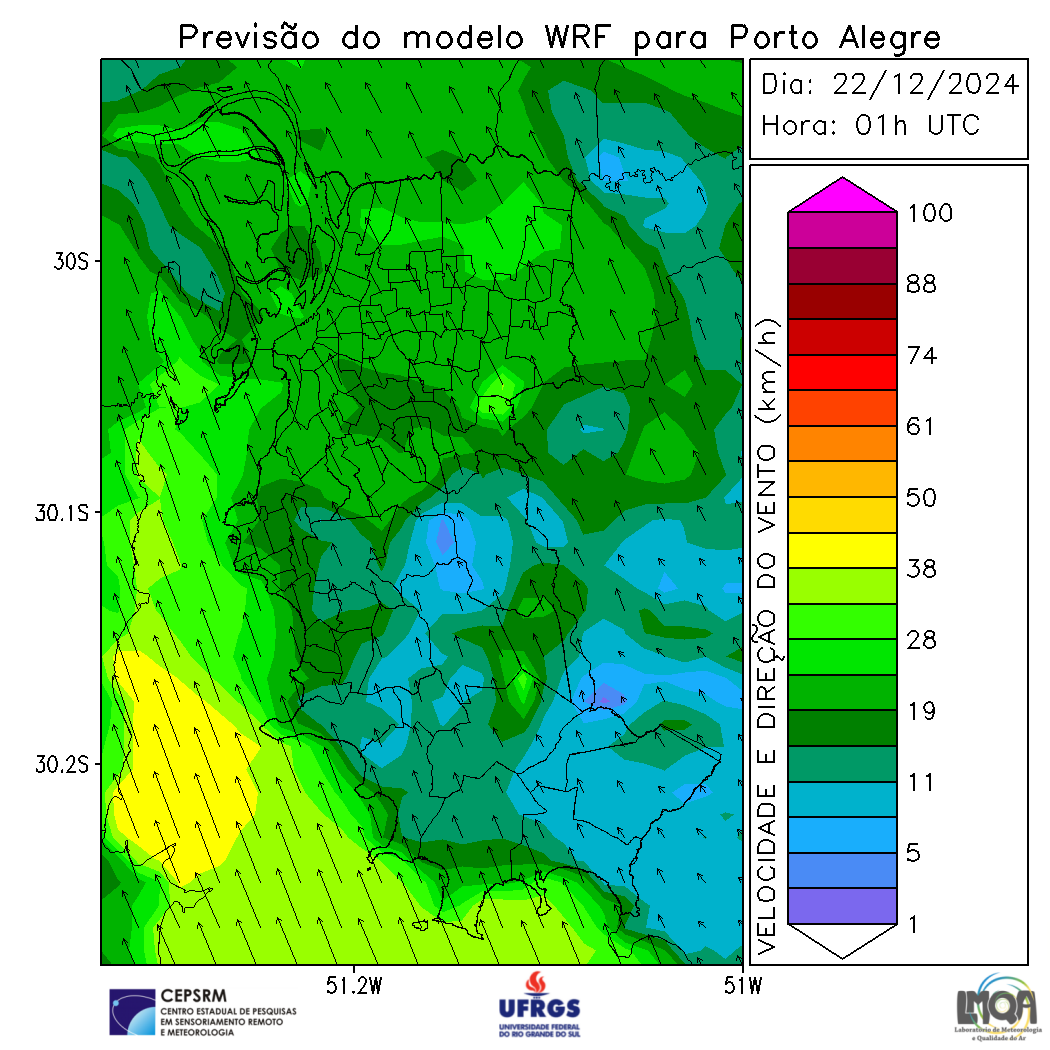 Previsão do modelo WRF para Porto Alegre
Dia: 22/12/2024
Hora: 01h UTC
30S
30.1S
30.2S
51.2W
51W
VELOCIDADE E DIREÇÃO DO VENTO (km/h)
100
88
74
61
50
38
28
19
11
5
1
CEPSRM
CENTRO ESTADUAL DE PESQUISAS
EM SENSORIAMENTO REMOTO
E METEOROLOGIA
UFRGS
UNIVERSIDADE FEDERAL
DO RIO GRANDE DO SUL
LMQA
Laboratório de Meteorologia
e Qualidade do Ar